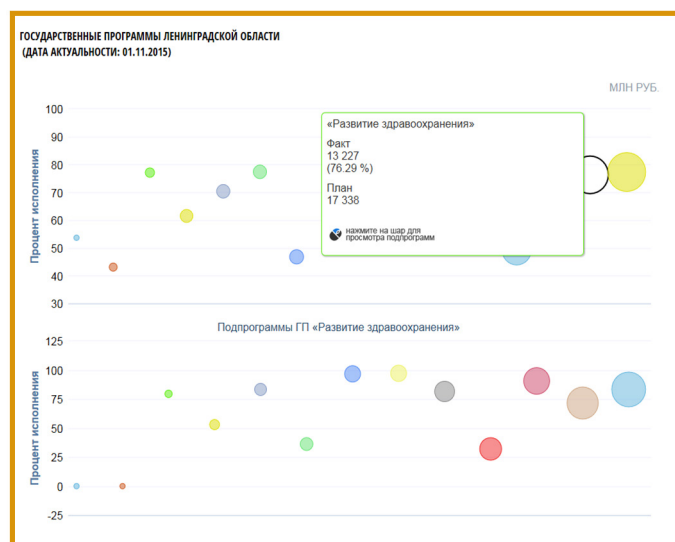 ГОСУДАРСТВЕННЫЕ ПРОГРАММЫ ЛЕНИНГРАДСКОЙ ОБЛАСТИ
(ДАТА АКТУАЛЬНОСТИ: 01.11.2015)
МЛН РУБ.
Процент исполнения
100
90
80
70
60
50
40
30
«Развитие здравоохранения»
Факт
13 227
(76.29 %)
План
17 338
нажмите на шар для
просмотра подпрограмм
Подпрограммы ГП «Развитие здравоохранения»
Процент исполнения
125
100
75
50
25
0
-25